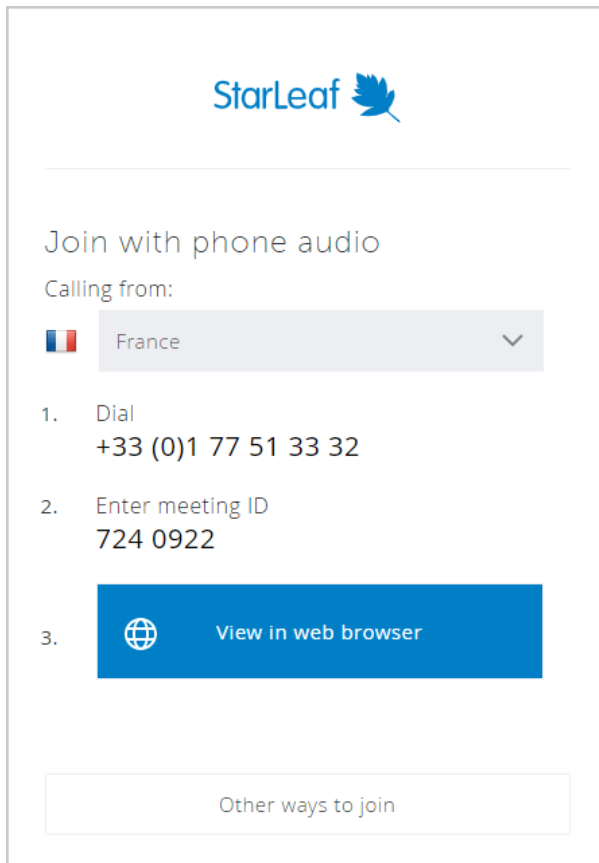 StarLeaf
Join with phone audio
Calling from:
France
1. Dial
+33 (0)1 77 51 33 32
2. Enter meeting ID
724 0922
3. View in web browser
Other ways to join